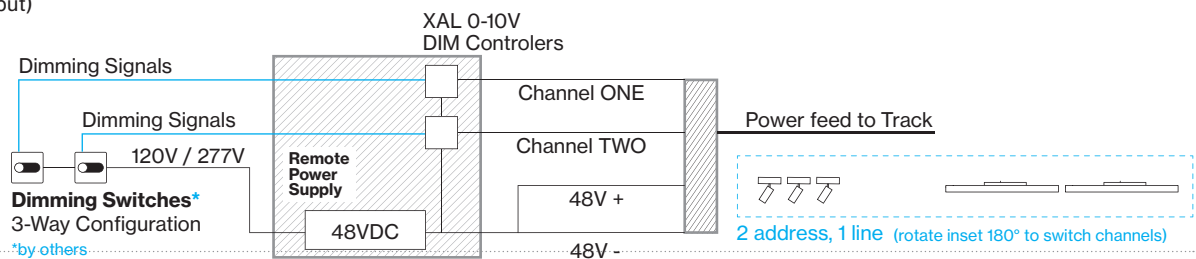 out)
XAL 0-10V
DIM Controlers
Dimming Signals
Channel ONE
Dimming Signals
Power feed to Track
Channel TWO
120V / 277V
Remote
Power
Supply
Dimming Switches*
3-Way Configuration
*by others
48V +
48VDC
48V -
2 address, 1 line (rotate inset 180° to switch channels)